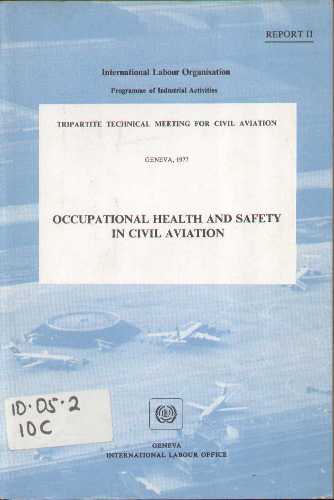 REPORT II
International Labour Organisation
Programme of Industrial Activities
TRIPARTITE TECHNICAL MEETING FOR CIVIL AVIATION
GENEVA, 1977
OCCUPATIONAL HEALTH AND SAFETY
IN CIVIL AVIATION
10.05.2
10C
GENEVA
INTERNATIONAL LABOUR OFFICE